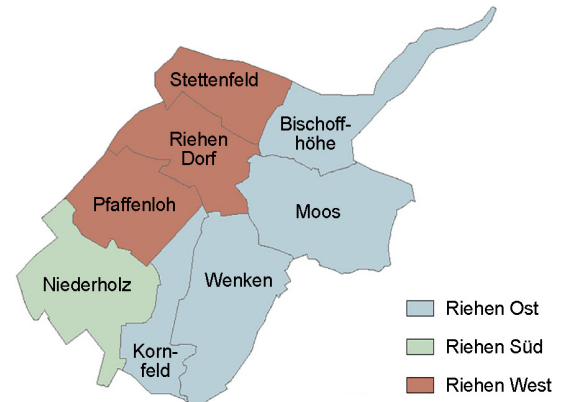 Stettenfeld
Bischoff-
höhe
Riehen
Dorf
Pfaffenloh
Moos
Niederholz
Wenken
Korn-
feld
Riehen Ost
Riehen Süd
Riehen West